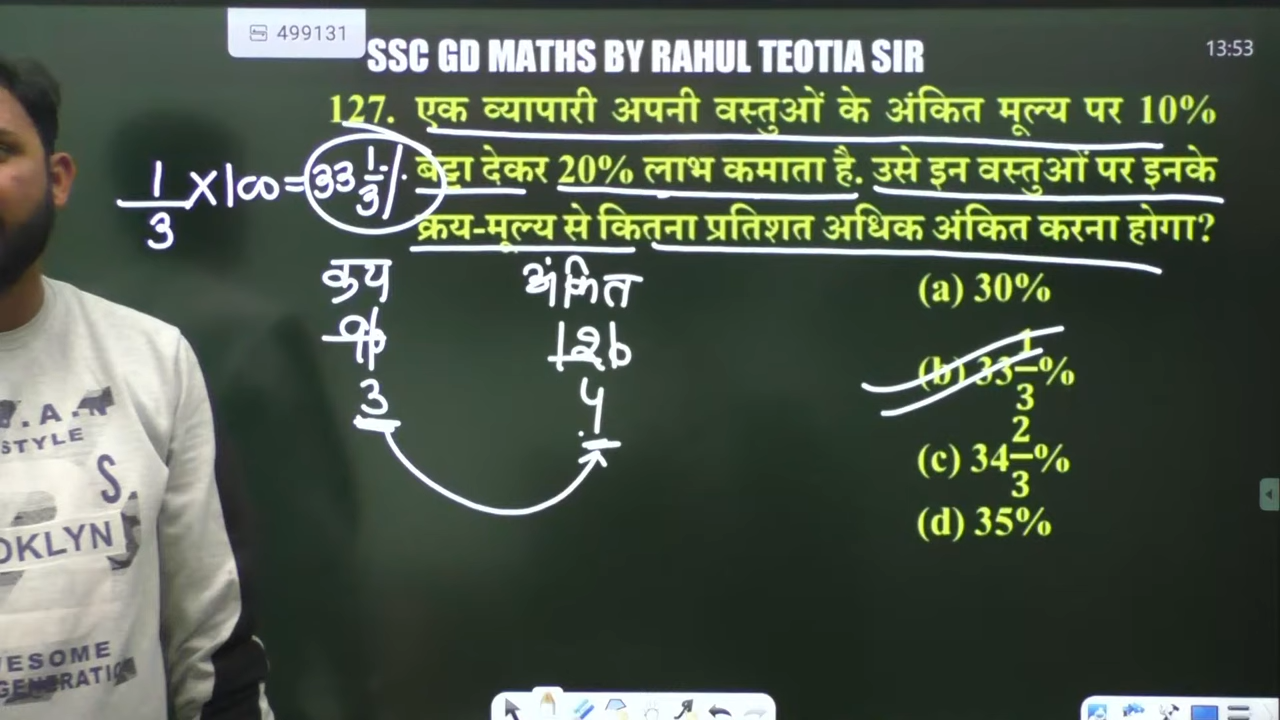 499131
SSC GD MATHS BY RAHUL TEOTIA SIR
13:53
127. एक व्यापारी अपनी वस्तुओं के अंकित मूल्य पर 10%
बट्टा देकर 20% लाभ कमाता है. उसे इन वस्तुओं पर इनके
क्रय-मूल्य से कितना प्रतिशत अधिक अंकित करना होगा?
1/3 × 100 = 33 1/3 %
क्रय अंकित
90 120
3 4
(a) 30%
(b) 33 1/3 %
(c) 34 2/3 %
(d) 35%
.A.
STYLE
S
OKLYN
WESOME
GENERATI